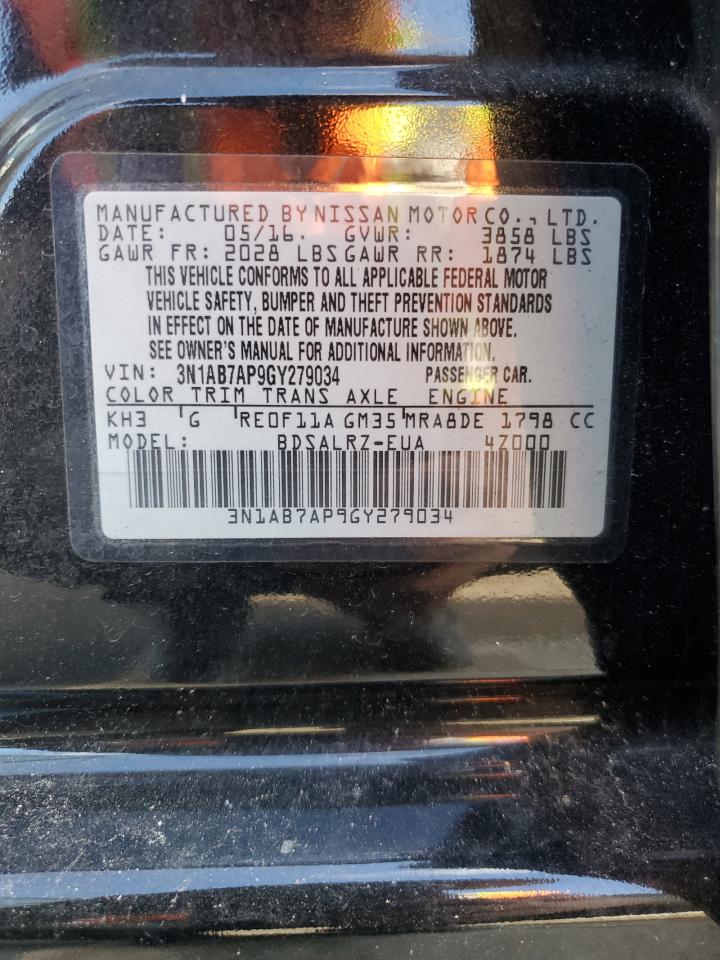 MANUFACTURED BY NISSAN MOTOR CO., LTD.
DATE: 05/16. GVWR: 3858 LBS
GAWR FR: 2028 LBS GAWR RR: 1874 LBS
THIS VEHICLE CONFORMS TO ALL APPLICABLE FEDERAL MOTOR
VEHICLE SAFETY, BUMPER AND THEFT PREVENTION STANDARDS
IN EFFECT ON THE DATE OF MANUFACTURE SHOWN ABOVE.
SEE OWNER'S MANUAL FOR ADDITIONAL INFORMATION.
VIN: 3N1AB7AP9GY279034 PASSENGER CAR.
COLOR TRIM TRANS AXLE ENGINE
KH3 G RE0F11A GM35 MRA8DE 1798 CC
MODEL: BDSALRZ-EUA 4Z000
3N1AB7AP9GY279034